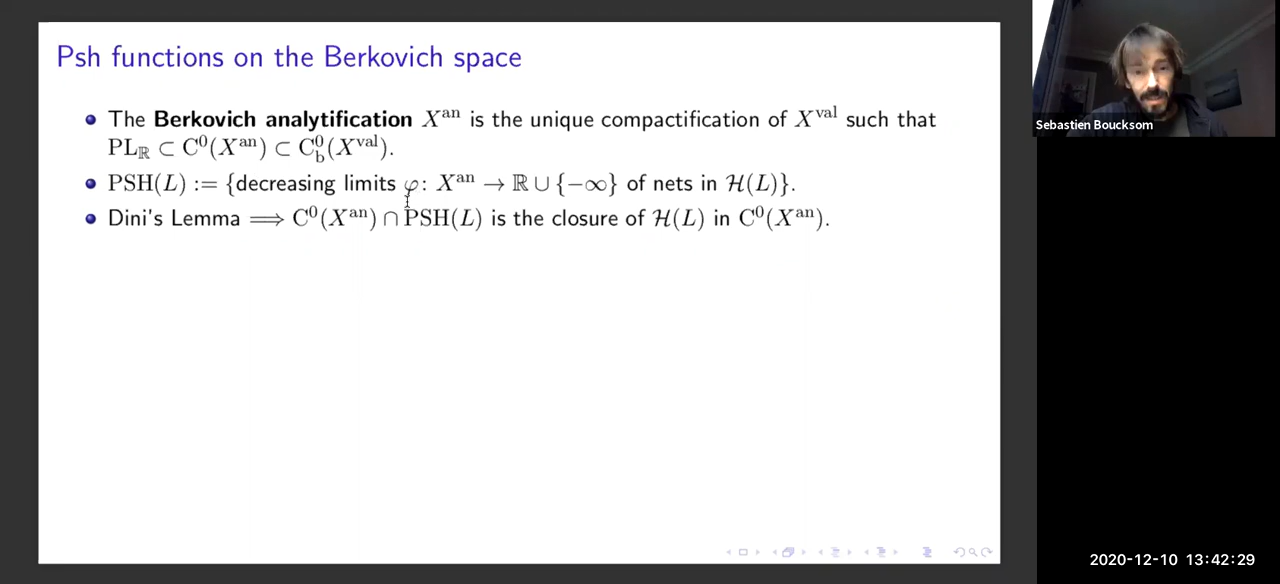 Psh functions on the Berkovich space
The Berkovich analytification X^an is the unique compactification of X^val such that
PL_ℝ ⊂ C^0(X^an) ⊂ C^0_b(X^val).
PSH(L) := {decreasing limits φ: X^an → ℝ ∪ {−∞} of nets in ℋ(L)}.
Dini's Lemma ⟹ C^0(X^an) ∩ PSH(L) is the closure of ℋ(L) in C^0(X^an).
Sebastien Boucksom
2020-12-10 13:42:29